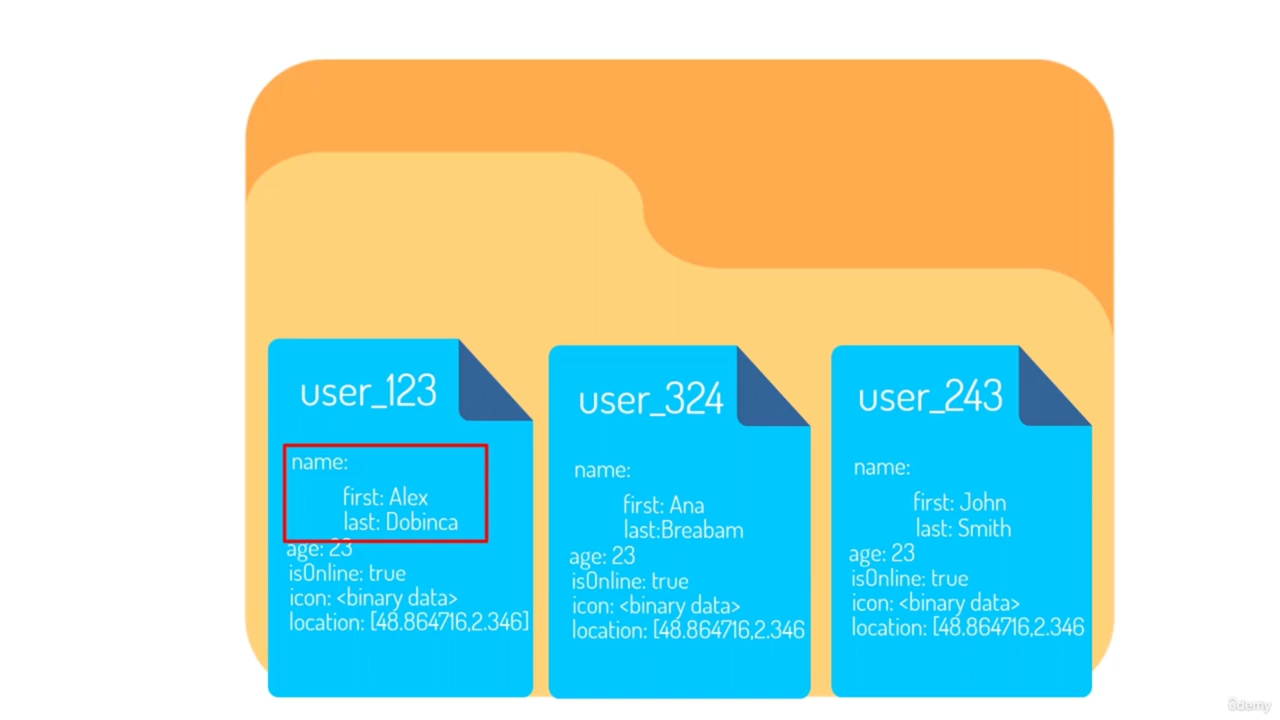 user_123
name:
first: Alex
last: Dobinca
age: 23
isOnline: true
icon: <binary data>
location: [48.864716,2.346]
user_324
name:
first: Ana
last:Breabam
age: 23
isOnline: true
icon: <binary data>
location: [48.864716,2.346
user_243
name:
first: John
last: Smith
age: 23
isOnline: true
icon: <binary data>
location: [48.864716,2.346
ûdemy